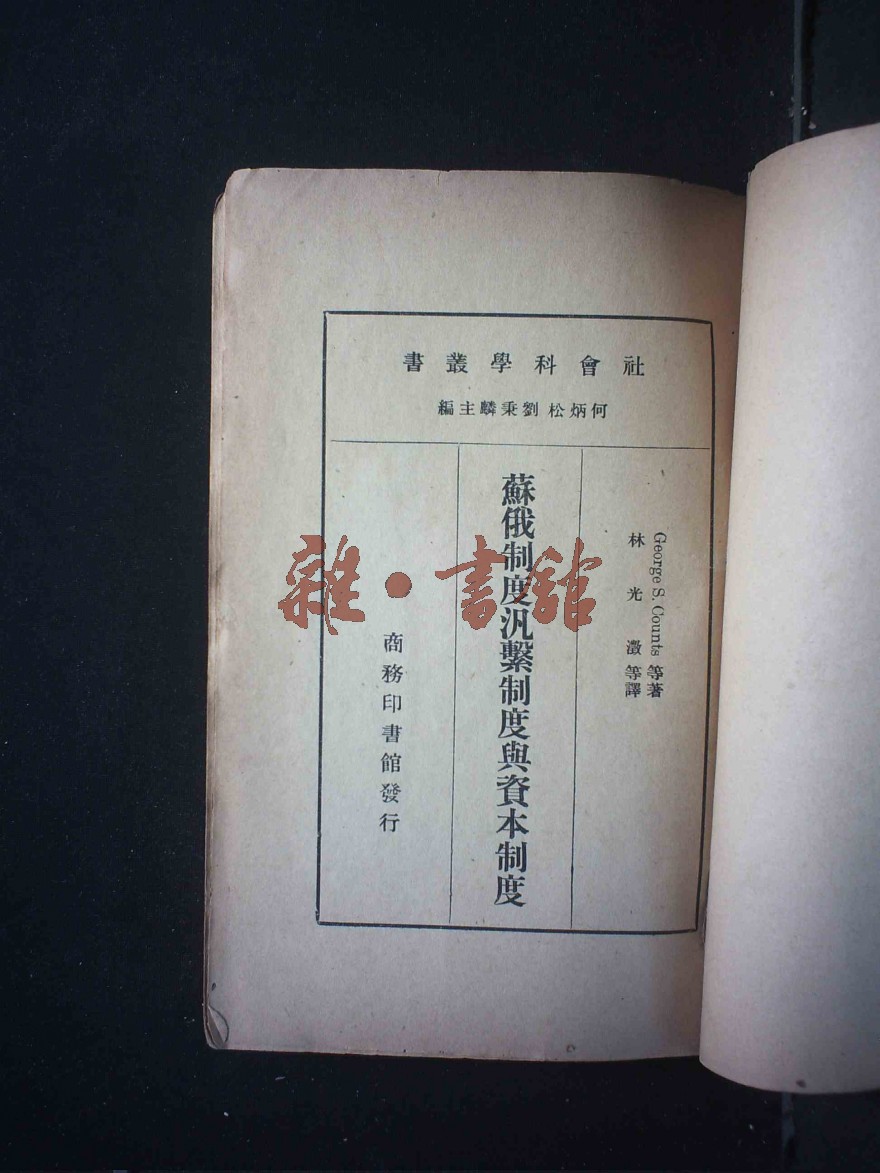 社會科學叢書
何炳松 劉秉麟主編
George S. Counts 等著
林光澂等譯
蘇俄制度汎繫制度與資本制度
商務印書館發行
雜·書館